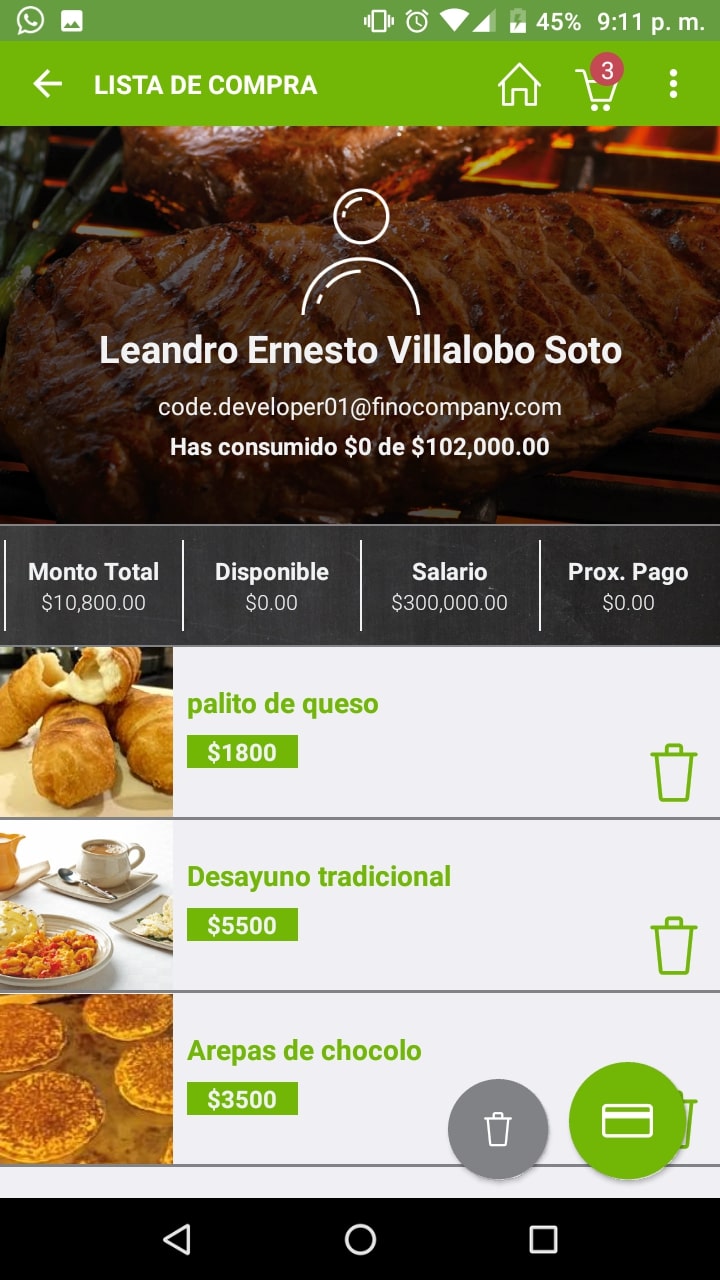 45% 9:11 p. m.
LISTA DE COMPRA 3
Leandro Ernesto Villalobo Soto
code.developer01@finocompany.com
Has consumido $0 de $102,000.00
Monto Total Disponible Salario Prox. Pago
$10,800.00 $0.00 $300,000.00 $0.00
palito de queso
$1800
Desayuno tradicional
$5500
Arepas de chocolo
$3500